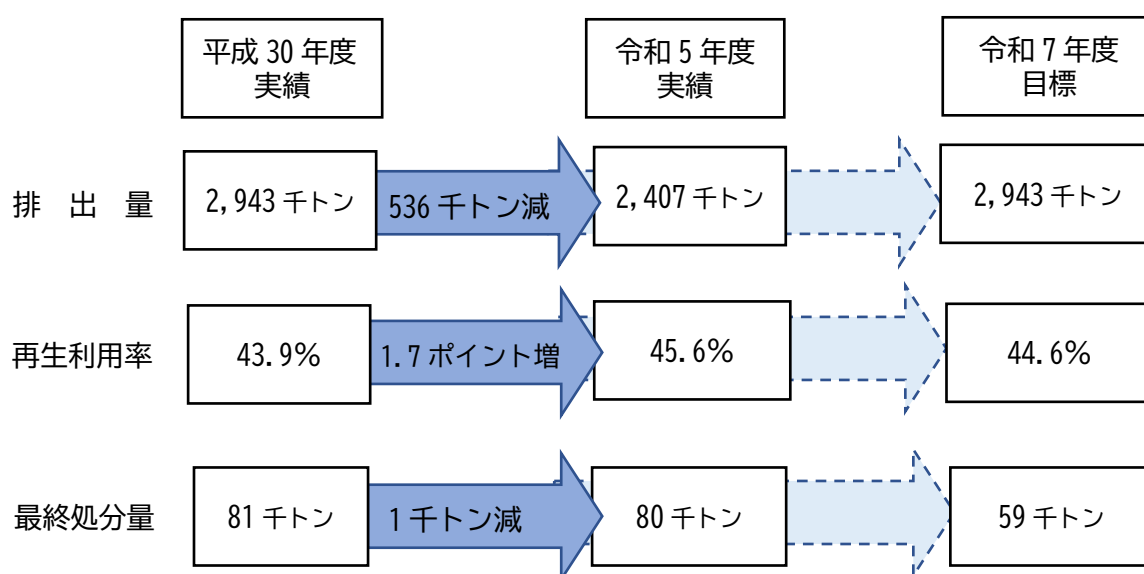 平成 30 年度
実績
令和 5 年度
実績
令和 7 年度
目標
排 出 量
2,943 千トン
536 千トン減
2,407 千トン
2,943 千トン
再生利用率
43.9%
1.7 ポイント増
45.6%
44.6%
最終処分量
81 千トン
1 千トン減
80 千トン
59 千トン